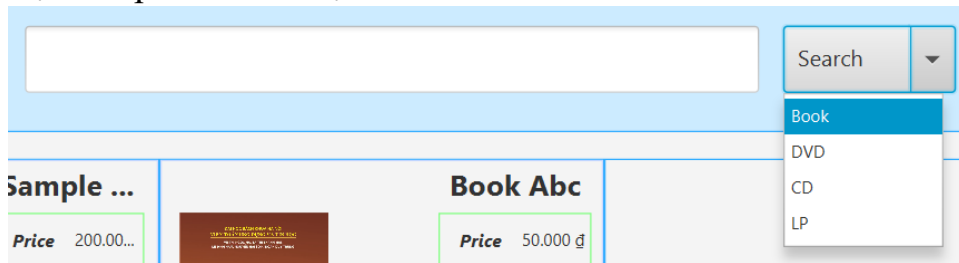 Search
Book
DVD
CD
LP
Sample ...
Price 200.00...
Book Abc
Price 50.000 ₫